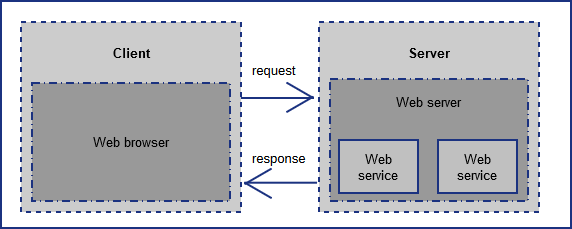 Client
Server
request
Web server
Web browser
response
Web
service
Web
service